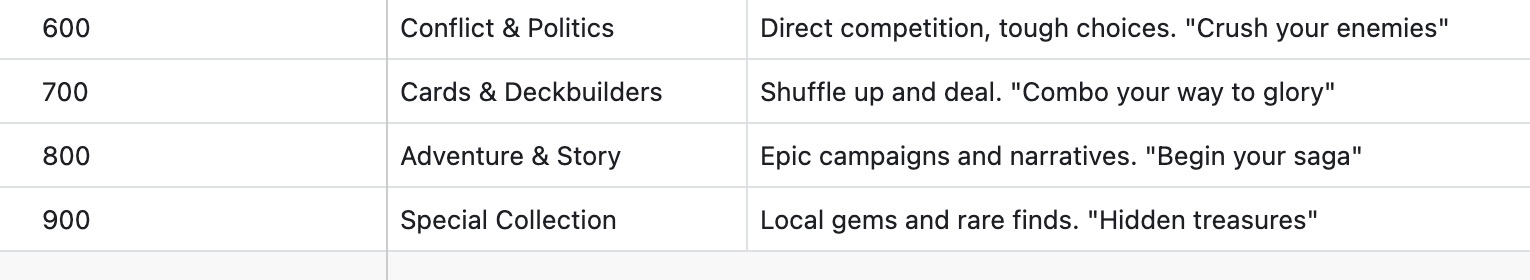 600 Conflict & Politics Direct competition, tough choices. "Crush your enemies"
700 Cards & Deckbuilders Shuffle up and deal. "Combo your way to glory"
800 Adventure & Story Epic campaigns and narratives. "Begin your saga"
900 Special Collection Local gems and rare finds. "Hidden treasures"